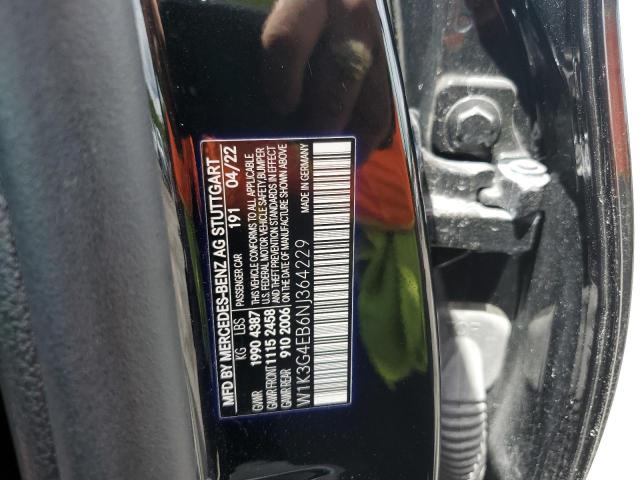 MFD BY MERCEDES-BENZ AG STUTTGART
PASSENGER CAR 191 04/22
KG LBS THIS VEHICLE CONFORMS TO ALL APPLICABLE
GVWR 1990 4387 U.S. FEDERAL MOTOR VEHICLE SAFETY BUMPER
GAWR FRONT 1115 2458 AND THEFT PREVENTION STANDARDS IN EFFECT
GAWR REAR 910 2006 ON THE DATE OF MANUFACTURE SHOWN ABOVE
MADE IN GERMANY
W1K3G4EB6NJ364229